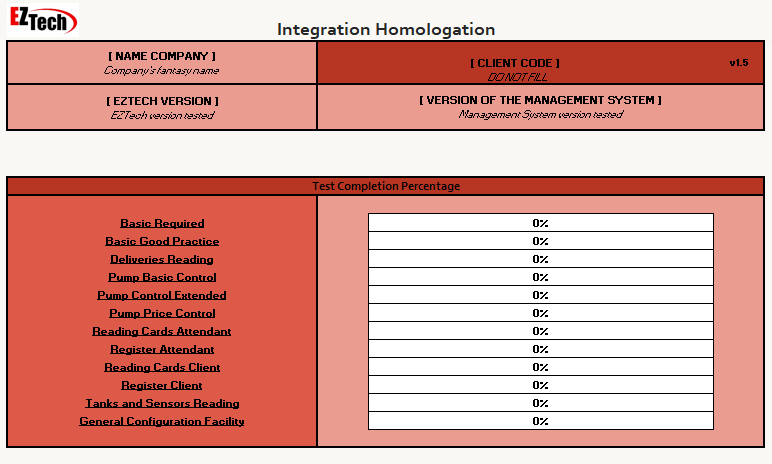 EZTech
Integration Homologation
[ NAME COMPANY ]
Company's fantasy name
[ CLIENT CODE ]
v1.5
DO NOT FILL
[ EZTECH VERSION ]
EZTech version tested
[ VERSION OF THE MANAGEMENT SYSTEM ]
Management System version tested
Test Completion Percentage
Basic Required 0%
Basic Good Practice 0%
Deliveries Reading 0%
Pump Basic Control 0%
Pump Control Extended 0%
Pump Price Control 0%
Reading Cards Attendant 0%
Register Attendant 0%
Reading Cards Client 0%
Register Client 0%
Tanks and Sensors Reading 0%
General Configuration Facility 0%